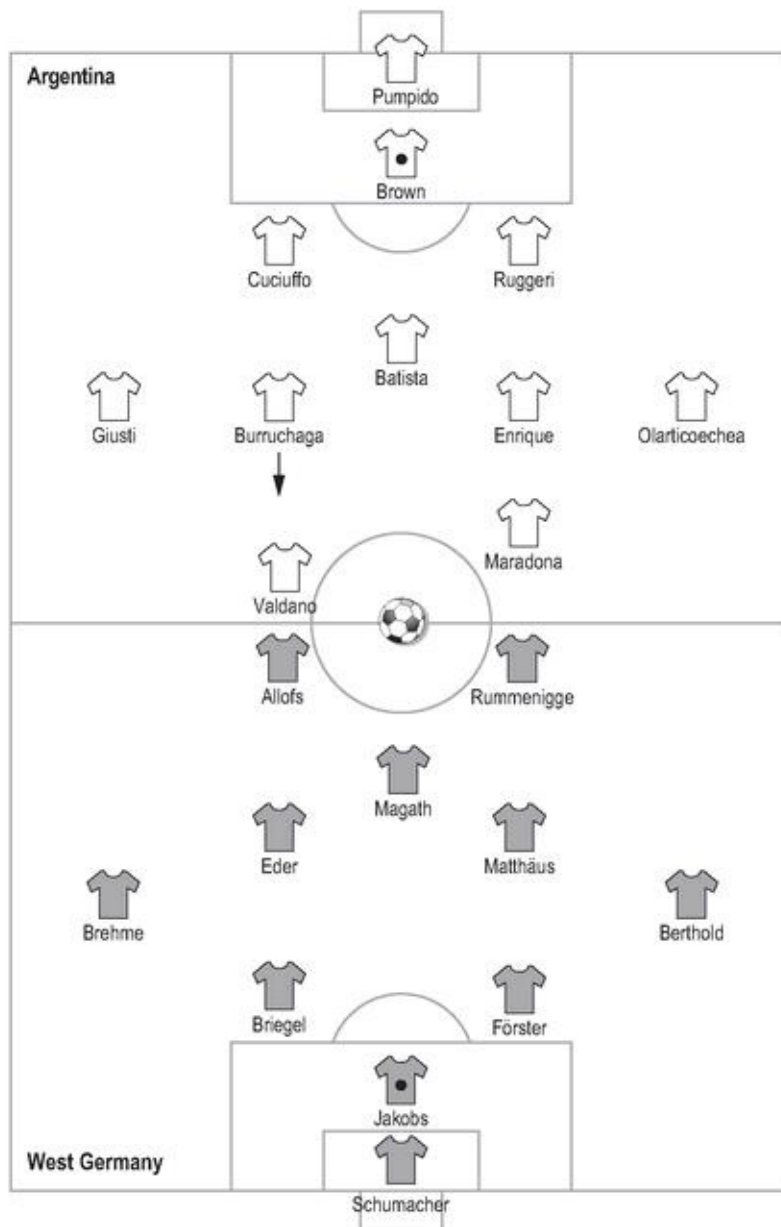 Argentina
Pumpido
Brown
Cuciuffo
Ruggeri
Batista
Giusti
Burruchaga
Enrique
Olarticoechea
Maradona
Valdano
Allofs
Rummenigge
Magath
Eder
Matthäus
Brehme
Berthold
Briegel
Förster
Jakobs
West Germany
Schumacher